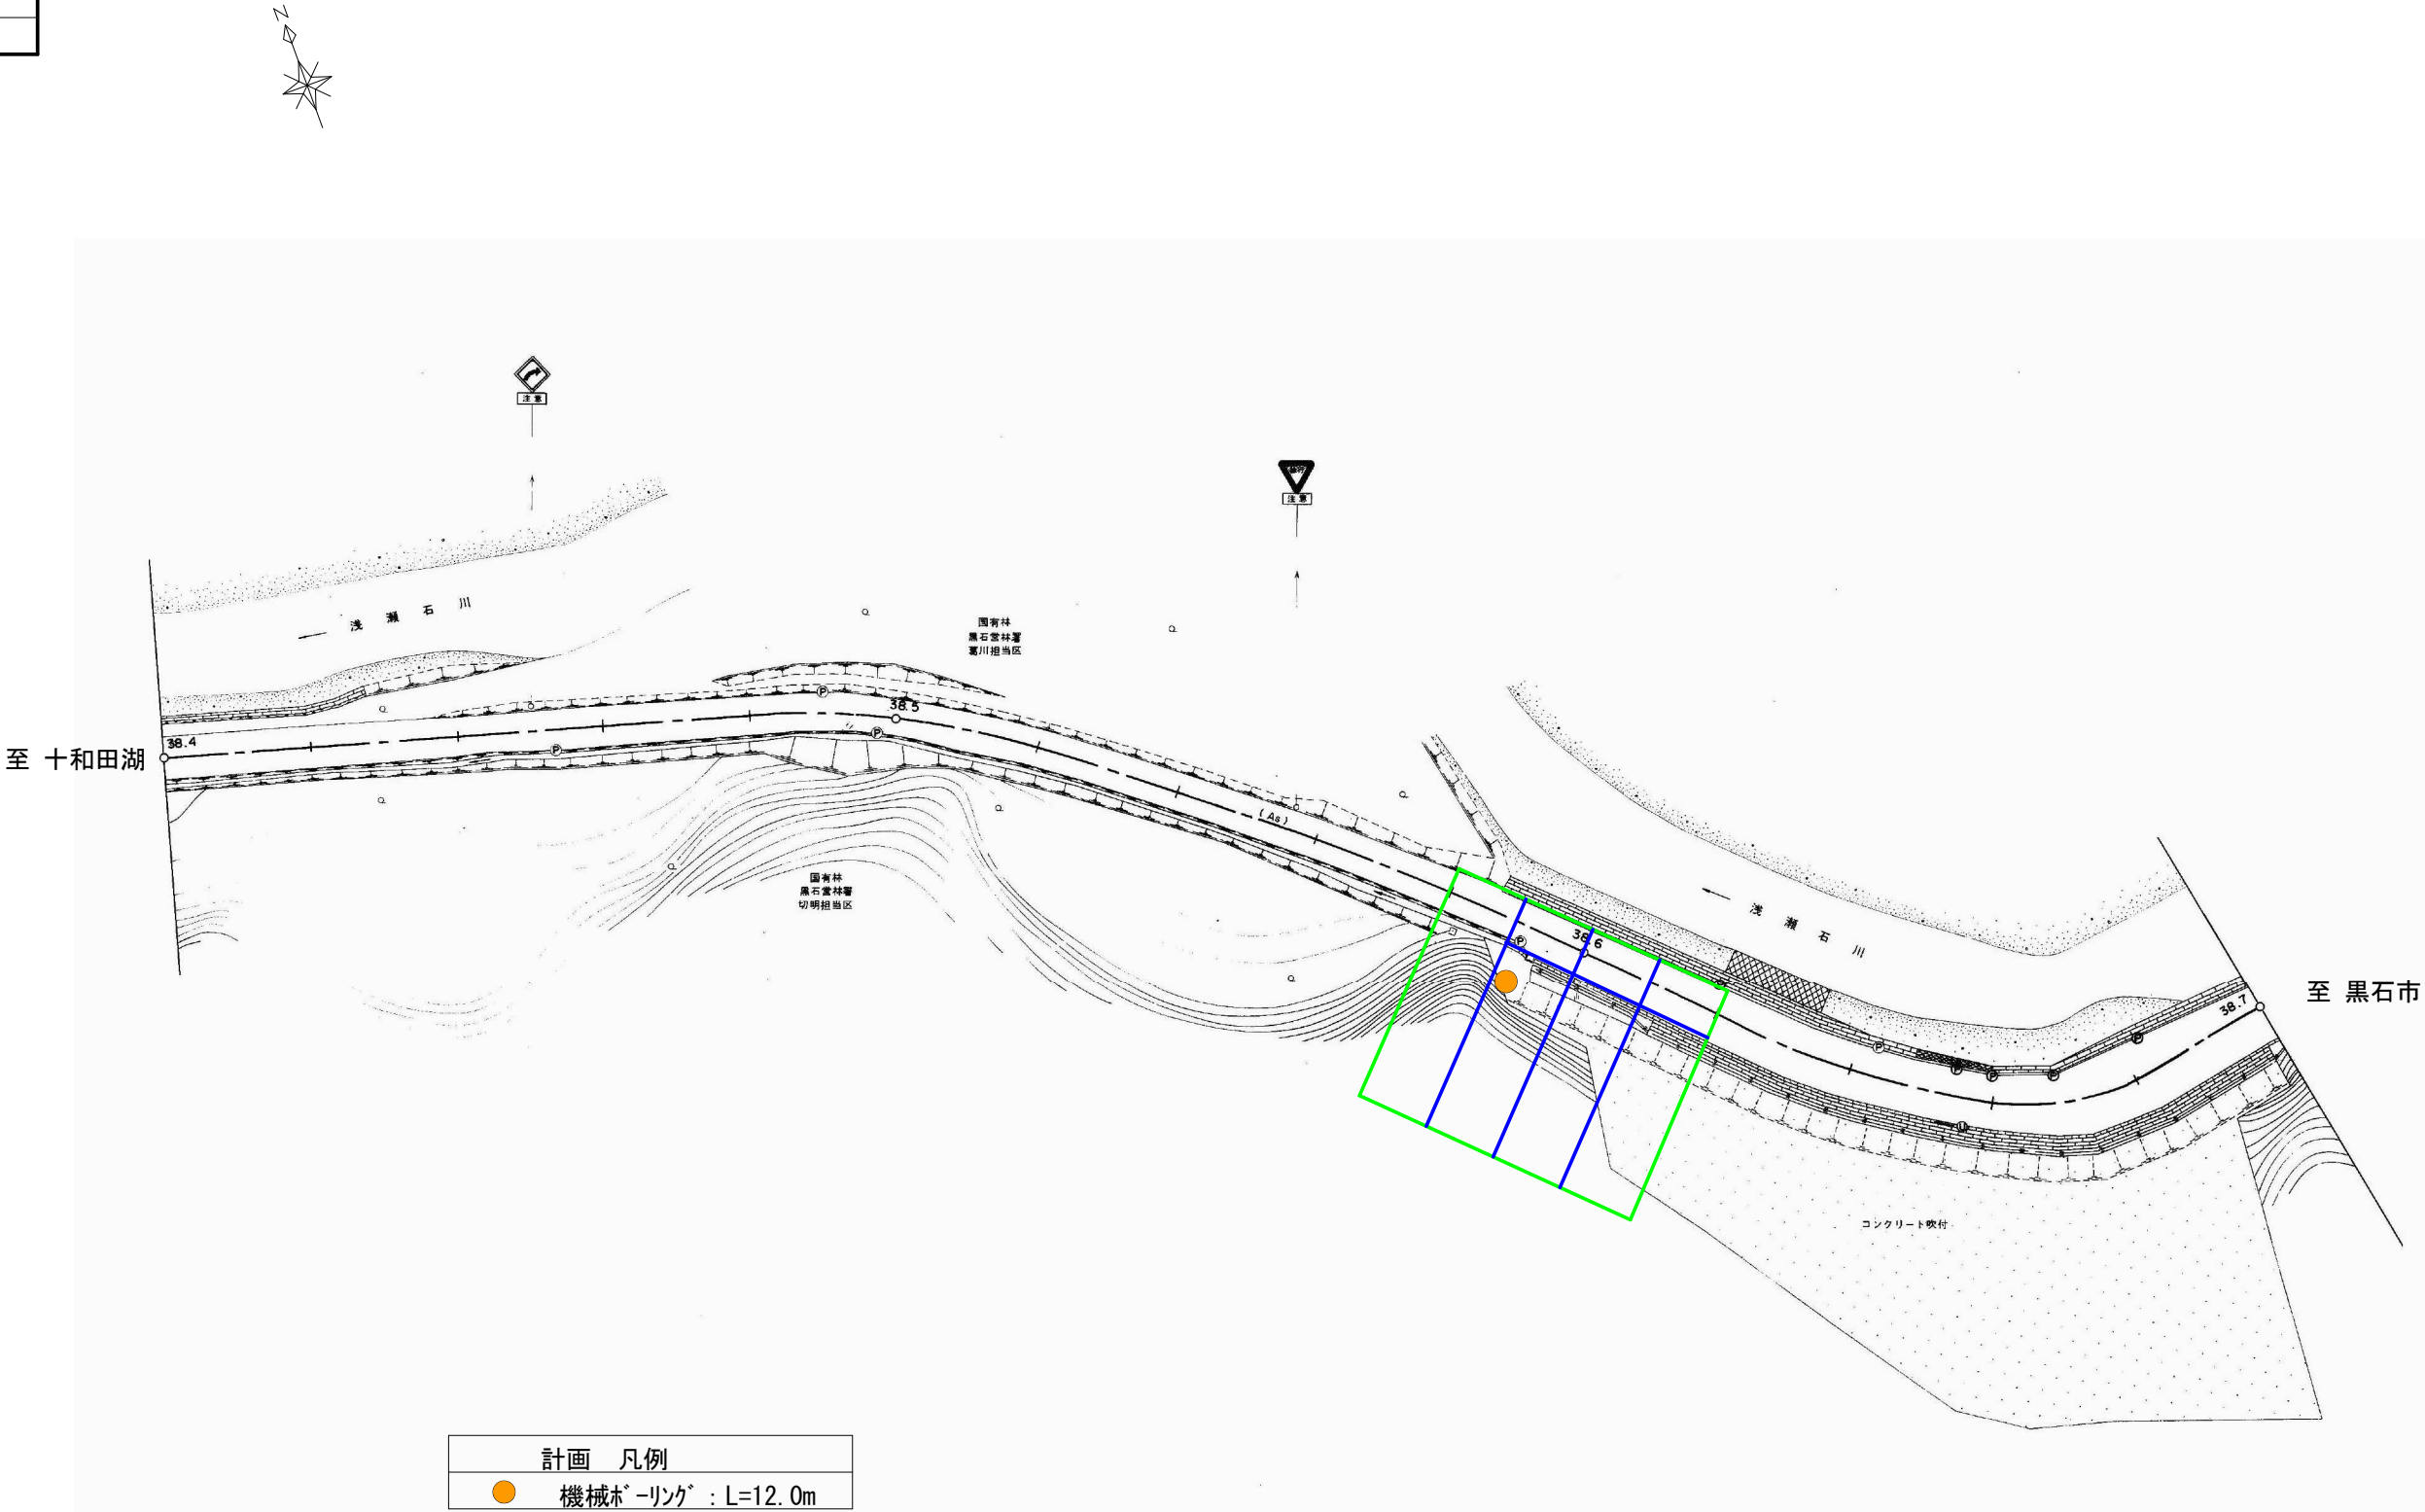 N
注意
注意
浅瀬石川
国有林
黒石営林署
葛川担当区
38.5
38.4
至 十和田湖
(As)
国有林
黒石営林署
切明担当区
浅瀬石川
38.6
至 黒石市
38.7
コンクリート吹付
計画 凡例
機械ﾎﾞｰﾘﾝｸﾞ : L=12.0m